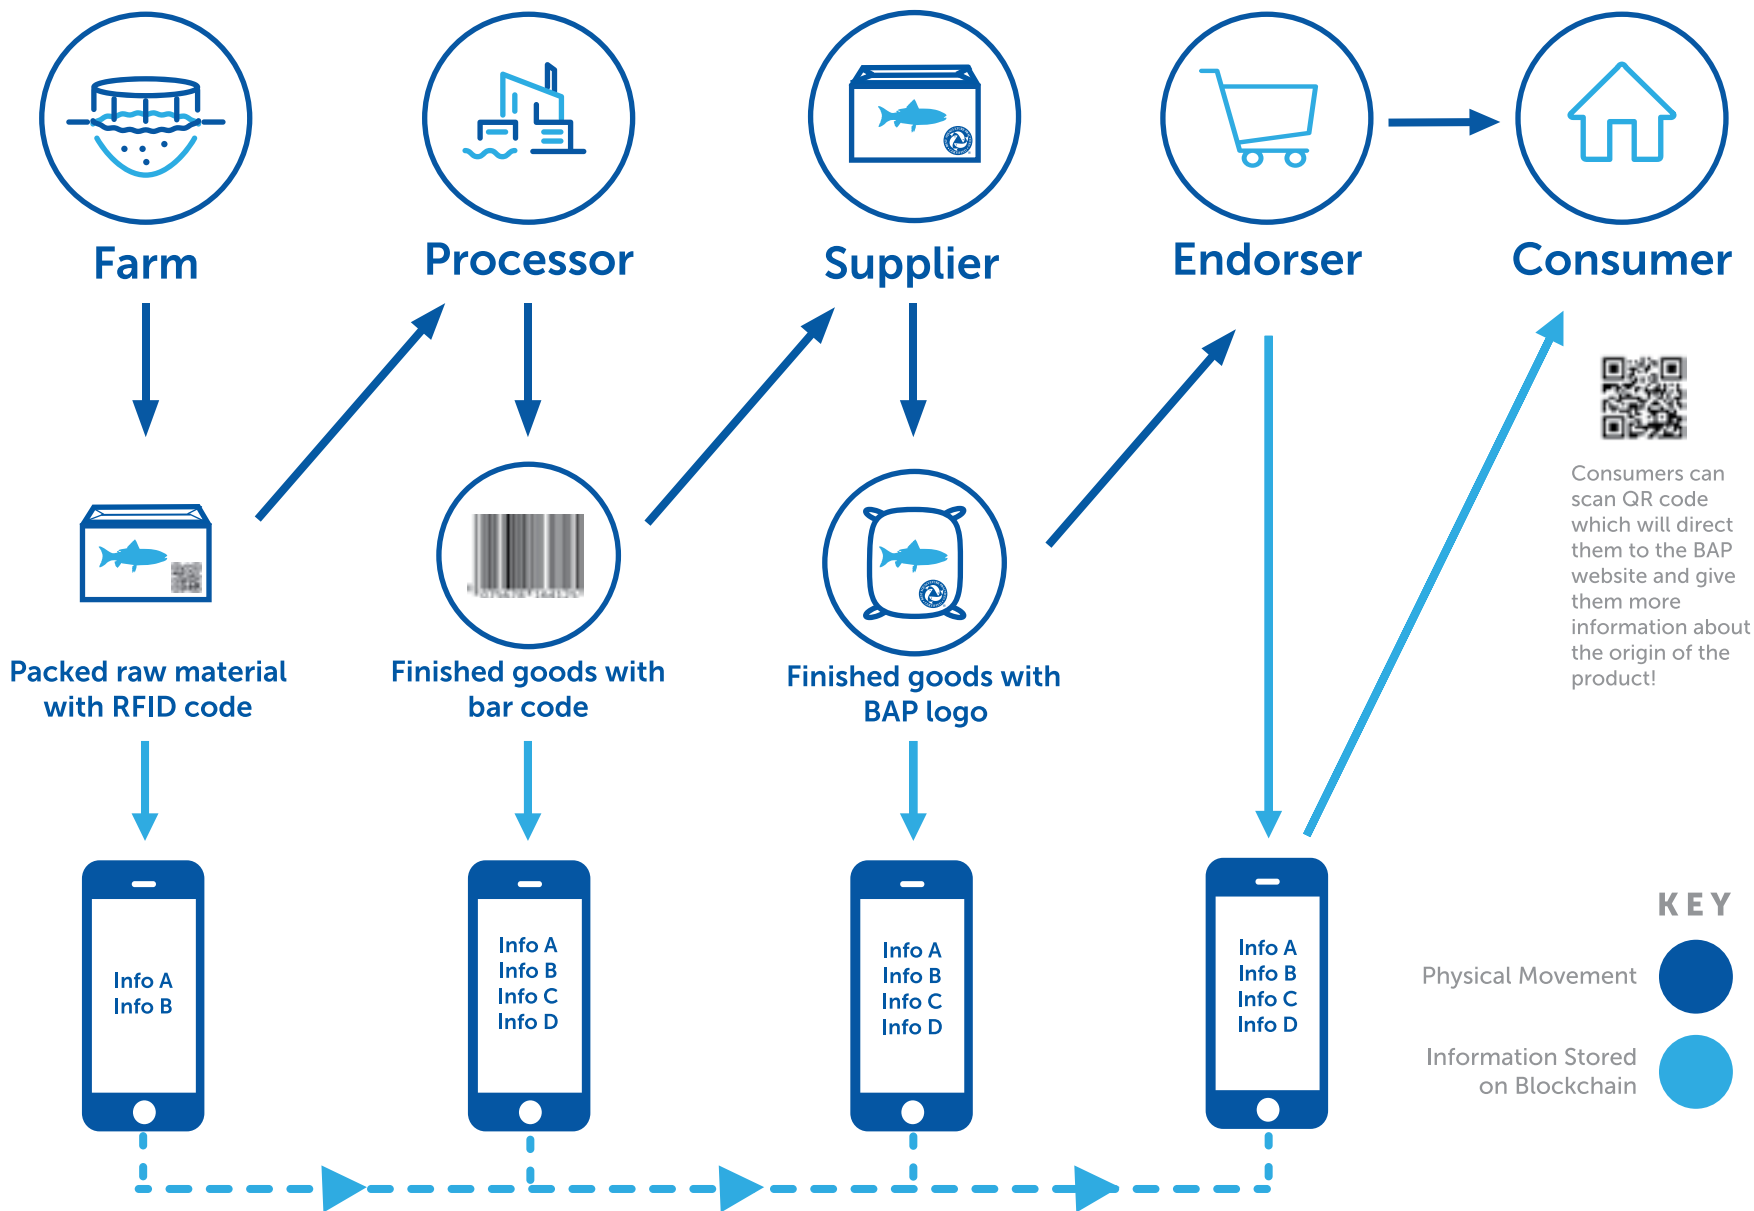 Farm
Processor
Supplier
Endorser
Consumer
Packed raw material
with RFID code
Finished goods with
bar code
Finished goods with
BAP logo
Consumers can
scan QR code
which will direct
them to the BAP
website and give
them more
information about
the origin of the
product!
Info A
Info B
Info A
Info B
Info C
Info D
Info A
Info B
Info C
Info D
Info A
Info B
Info C
Info D
KEY
Physical Movement
Information Stored
on Blockchain